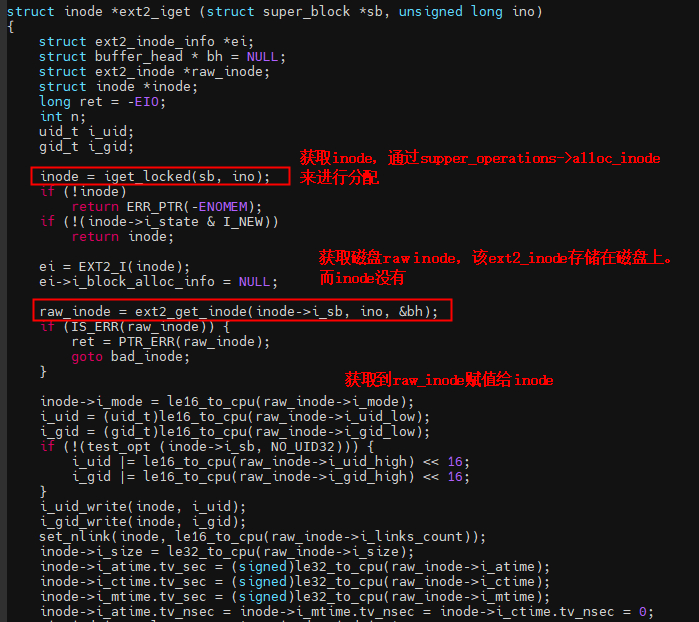 struct inode *ext2_iget (struct super_block *sb, unsigned long ino)
{
    struct ext2_inode_info *ei;
    struct buffer_head * bh = NULL;
    struct ext2_inode *raw_inode;
    struct inode *inode;
    long ret = -EIO;
    int n;
    uid_t i_uid;
    gid_t i_gid;
获取inode，通过supper_operations->alloc_inode
来进行分配
    inode = iget_locked(sb, ino);
    if (!inode)
        return ERR_PTR(-ENOMEM);
    if (!(inode->i_state & I_NEW))
        return inode;
获取磁盘raw inode，该ext2_inode存储在磁盘上。
而inode没有
    ei = EXT2_I(inode);
    ei->i_block_alloc_info = NULL;
    raw_inode = ext2_get_inode(inode->i_sb, ino, &bh);
    if (IS_ERR(raw_inode)) {
        ret = PTR_ERR(raw_inode);
        goto bad_inode;
    }
获取到raw_inode赋值给inode
    inode->i_mode = le16_to_cpu(raw_inode->i_mode);
    i_uid = (uid_t)le16_to_cpu(raw_inode->i_uid_low);
    i_gid = (gid_t)le16_to_cpu(raw_inode->i_gid_low);
    if (!(test_opt (inode->i_sb, NO_UID32))) {
        i_uid |= le16_to_cpu(raw_inode->i_uid_high) << 16;
        i_gid |= le16_to_cpu(raw_inode->i_gid_high) << 16;
    }
    i_uid_write(inode, i_uid);
    i_gid_write(inode, i_gid);
    set_nlink(inode, le16_to_cpu(raw_inode->i_links_count));
    inode->i_size = le32_to_cpu(raw_inode->i_size);
    inode->i_atime.tv_sec = (signed)le32_to_cpu(raw_inode->i_atime);
    inode->i_ctime.tv_sec = (signed)le32_to_cpu(raw_inode->i_ctime);
    inode->i_mtime.tv_sec = (signed)le32_to_cpu(raw_inode->i_mtime);
    inode->i_atime.tv_nsec = inode->i_mtime.tv_nsec = inode->i_ctime.tv_nsec = 0;